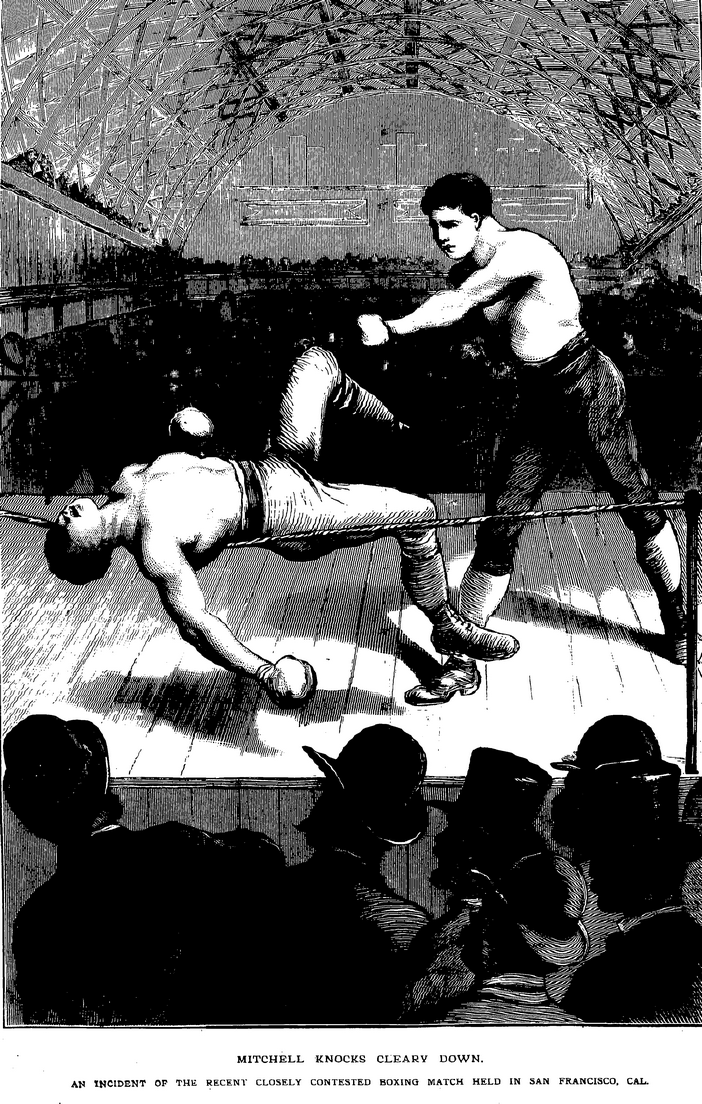 MITCHELL KNOCKS CLEARY DOWN.
AN INCIDENT OF THE RECENT CLOSELY CONTESTED BOXING MATCH HELD IN SAN FRANCISCO, CAL.